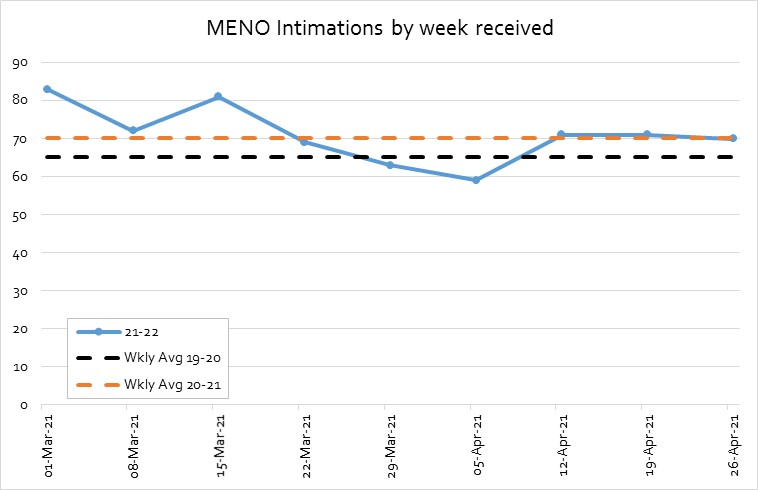 MENO Intimations by week received
90
80
70
60
50
40
30
20
10
0
21-22
Wkly Avg 19-20
Wkly Avg 20-21
01-Mar-21
08-Mar-21
15-Mar-21
22-Mar-21
29-Mar-21
05-Apr-21
12-Apr-21
19-Apr-21
26-Apr-21